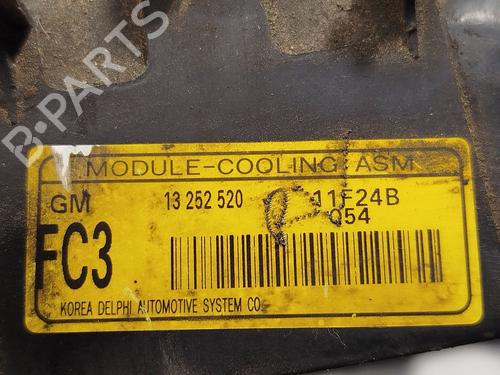 B-PARTS
MODULE-COOLING ASM
GM 13 252 520 11F24B
Q54
FC3
KOREA DELPHI AUTOMOTIVE SYSTEM CO.